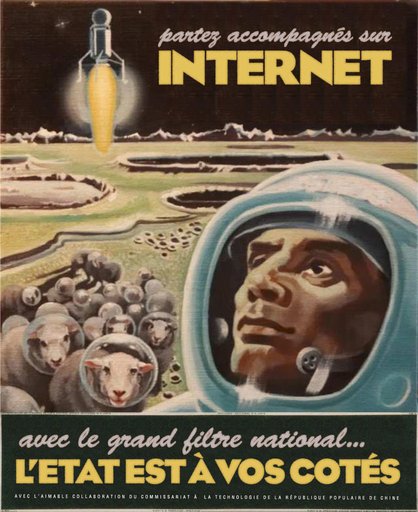 partez accompagnés sur
INTERNET
avec le grand filtre national...
L'ETAT EST À VOS COTÉS
AVEC L'AIMABLE COLLABORATION DU COMMISSARIAT À LA TECHNOLOGIE DE LA RÉPUBLIQUE POPULAIRE DE CHINE